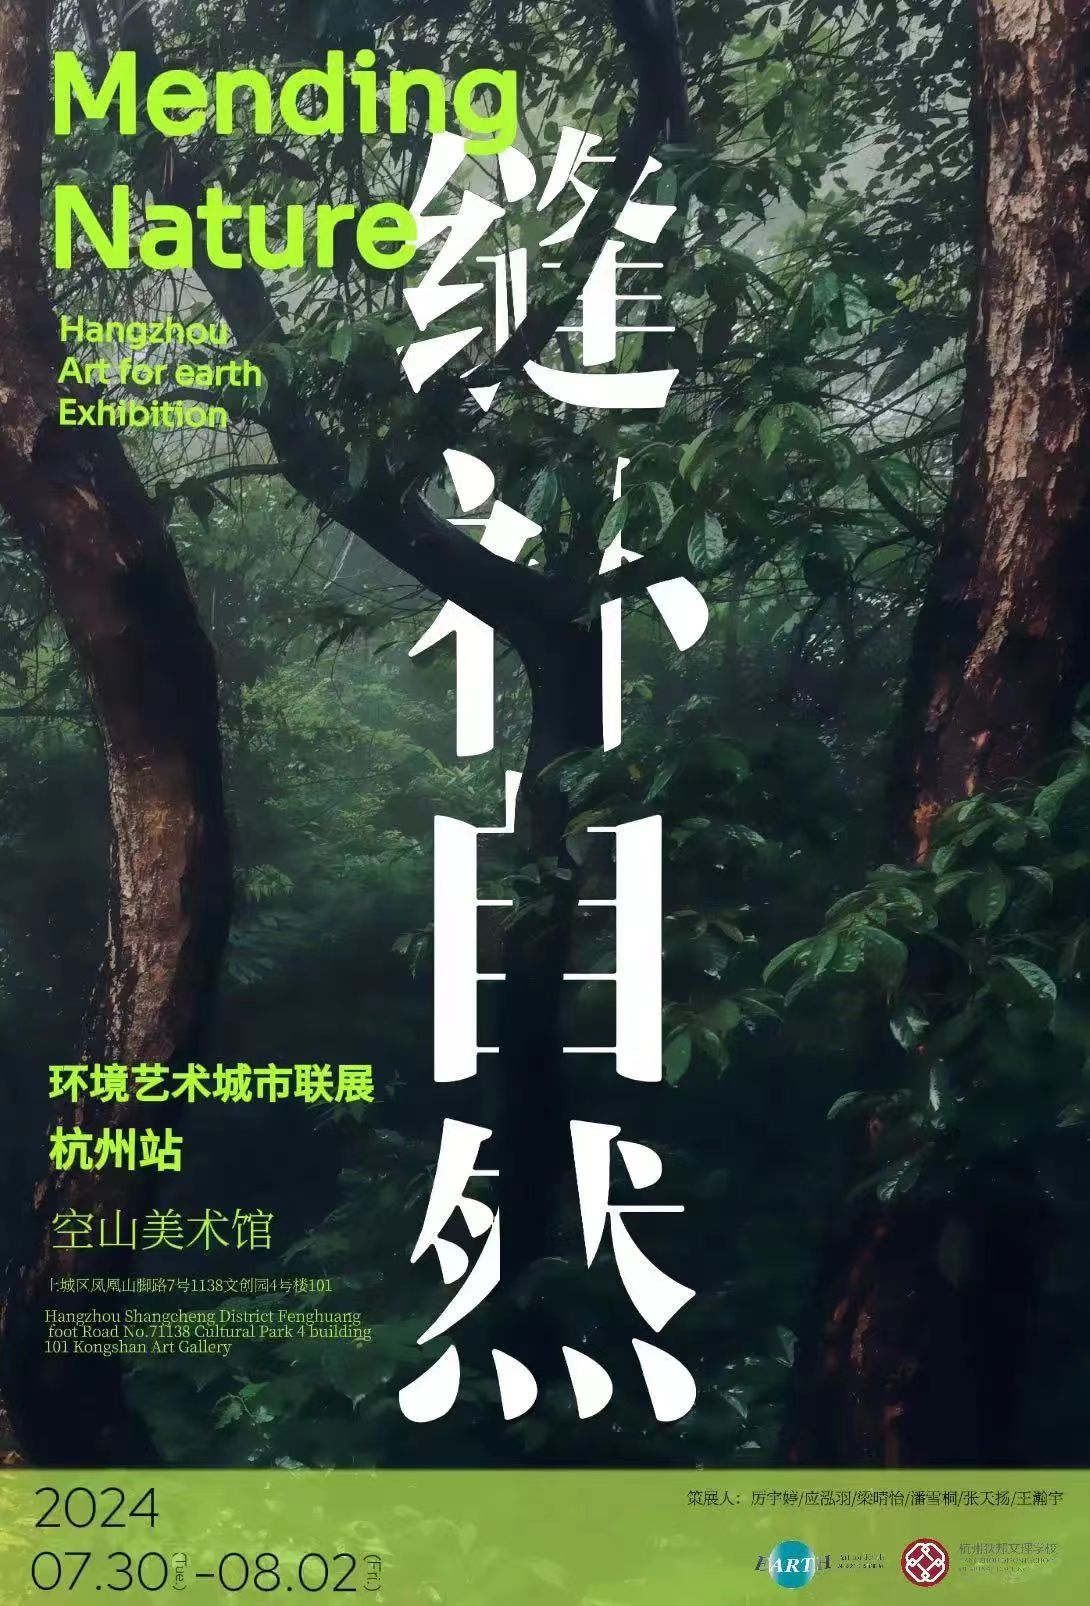 Mending
Nature
Hangzhou
Art for earth
Exhibition
缝补自然
环境艺术城市联展
杭州站
空山美术馆
上城区凤凰山脚路7号1138文创园4号楼101
Hangzhou Shangcheng District Fenghuang
foot Road No.71138 Cultural Park 4 building
101 Kongshan Art Gallery
2024
07.30(Tue.)-08.02(Fri.)
策展人：厉宇婷/应泓羽/梁晴怡/潘雪桐/张天扬/王瀚宇
ART
杭州狄邦文理学校